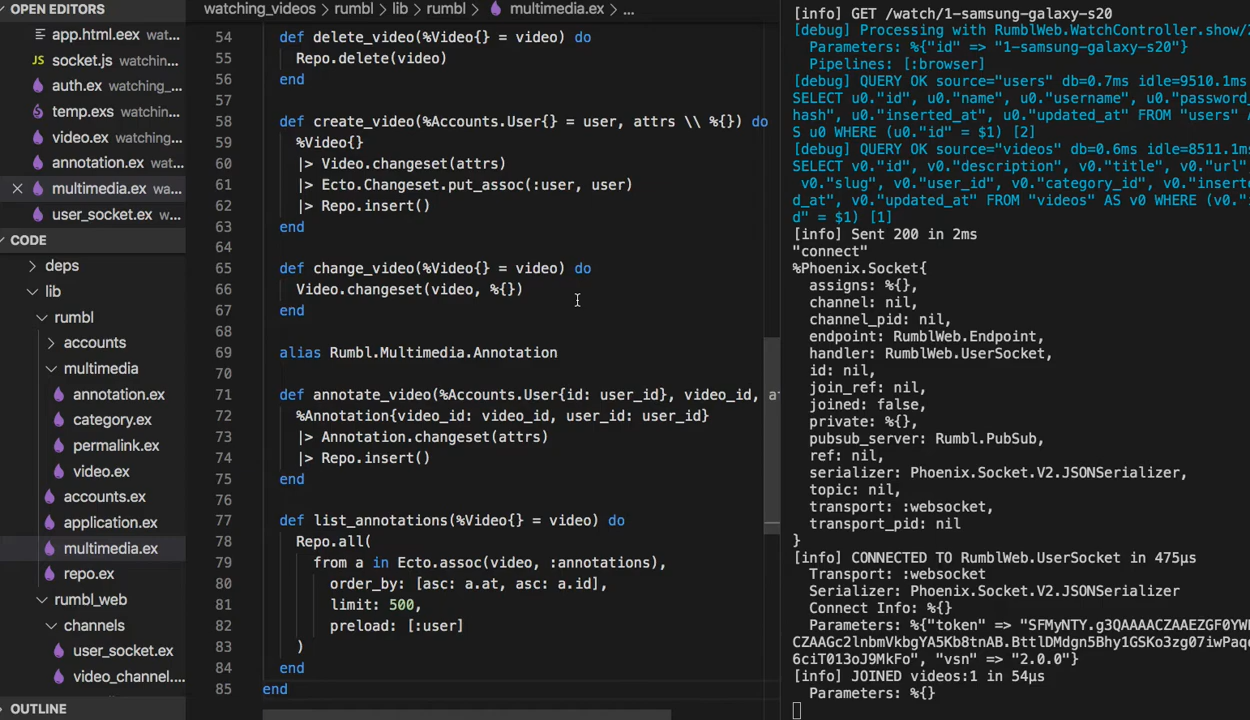 OPEN EDITORS
app.html.eex wat...
JS socket.js watchin...
auth.ex watching_...
temp.exs watchin...
video.ex watching...
annotation.ex wat...
multimedia.ex wa...
user_socket.ex w...
CODE
deps
lib
rumbl
accounts
multimedia
annotation.ex
category.ex
permalink.ex
video.ex
accounts.ex
application.ex
multimedia.ex
repo.ex
rumbl_web
channels
user_socket.ex
video_channel....
OUTLINE
watching_videos > rumbl > lib > rumbl > multimedia.ex > ...
54 def delete_video(%Video{} = video) do
55 Repo.delete(video)
56 end
57
58 def create_video(%Accounts.User{} = user, attrs \\ %{}) do
59 %Video{}
60 |> Video.changeset(attrs)
61 |> Ecto.Changeset.put_assoc(:user, user)
62 |> Repo.insert()
63 end
64
65 def change_video(%Video{} = video) do
66 Video.changeset(video, %{})
67 end
68
69 alias Rumbl.Multimedia.Annotation
70
71 def annotate_video(%Accounts.User{id: user_id}, video_id, at
72 %Annotation{video_id: video_id, user_id: user_id}
73 |> Annotation.changeset(attrs)
74 |> Repo.insert()
75 end
76
77 def list_annotations(%Video{} = video) do
78 Repo.all(
79 from a in Ecto.assoc(video, :annotations),
80 order_by: [asc: a.at, asc: a.id],
81 limit: 500,
82 preload: [:user]
83 )
84 end
85 end
[info] GET /watch/1-samsung-galaxy-s20
[debug] Processing with RumblWeb.WatchController.show/2
Parameters: %{"id" => "1-samsung-galaxy-s20"}
Pipelines: [:browser]
[debug] QUERY OK source="users" db=0.7ms idle=9510.1ms
SELECT u0."id", u0."name", u0."username", u0."password_
hash", u0."inserted_at", u0."updated_at" FROM "users" A
S u0 WHERE (u0."id" = $1) [2]
[debug] QUERY OK source="videos" db=0.6ms idle=8511.1ms
SELECT v0."id", v0."description", v0."title", v0."url",
v0."slug", v0."user_id", v0."category_id", v0."inserte
d_at", v0."updated_at" FROM "videos" AS v0 WHERE (v0."i
d" = $1) [1]
[info] Sent 200 in 2ms
"connect"
%Phoenix.Socket{
assigns: %{},
channel: nil,
channel_pid: nil,
endpoint: RumblWeb.Endpoint,
handler: RumblWeb.UserSocket,
id: nil,
join_ref: nil,
joined: false,
private: %{},
pubsub_server: Rumbl.PubSub,
ref: nil,
serializer: Phoenix.Socket.V2.JSONSerializer,
topic: nil,
transport: :websocket,
transport_pid: nil
}
[info] CONNECTED TO RumblWeb.UserSocket in 475µs
Transport: :websocket
Serializer: Phoenix.Socket.V2.JSONSerializer
Connect Info: %{}
Parameters: %{"token" => "SFMyNTY.g3QAAAACZAAEZGF0YW
CZAAGc2lnbmVkbgYA5Kb8tnAB.BttlDMdgn5Bhy1GSKo3zg07iwPaq
6ciT013oJ9MkFo", "vsn" => "2.0.0"}
[info] JOINED videos:1 in 54µs
Parameters: %{}